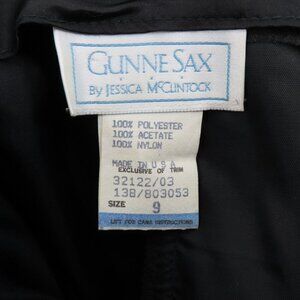 GUNNE SAX
BY JESSICA McCLINTOCK
100% POLYESTER
100% ACETATE
100% NYLON
MADE IN U S A
EXCLUSIVE OF TRIM
32122/03
138/803053
SIZE 9
LIFT FOR CARE INSTRUCTIONS